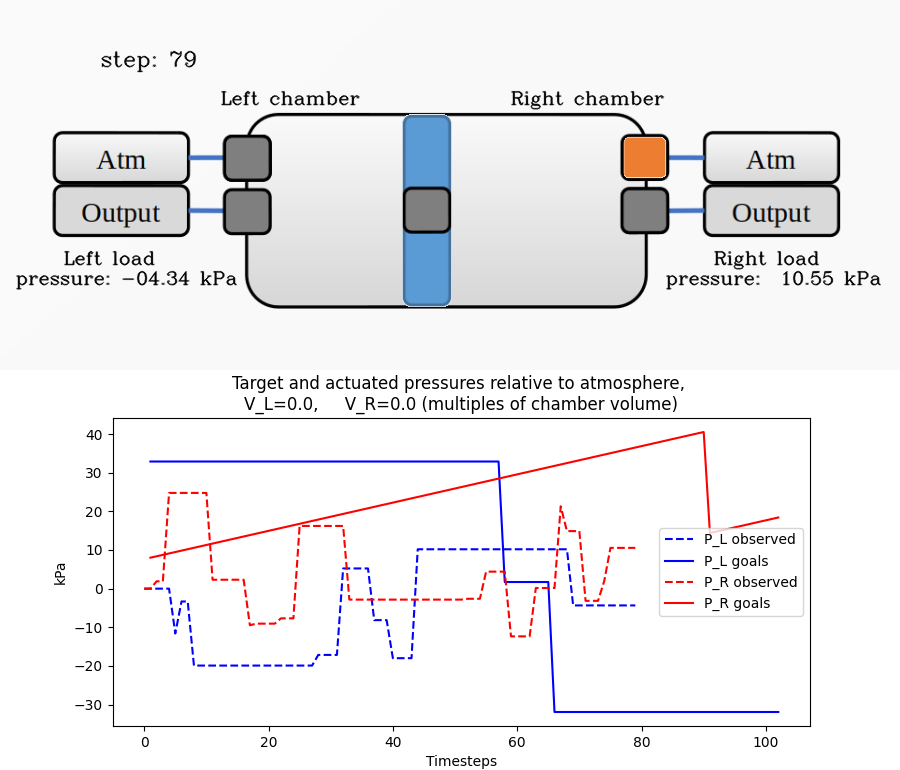 step: 79
Left chamber
Right chamber
Atm
Atm
Output
Output
Left load
pressure: -04.34 kPa
Right load
pressure: 10.55 kPa
Target and actuated pressures relative to atmosphere,
V_L=0.0, V_R=0.0 (multiples of chamber volume)
40
30
20
10
0
−10
−20
−30
kPa
P_L observed
P_L goals
P_R observed
P_R goals
0 20 40 60 80 100
Timesteps